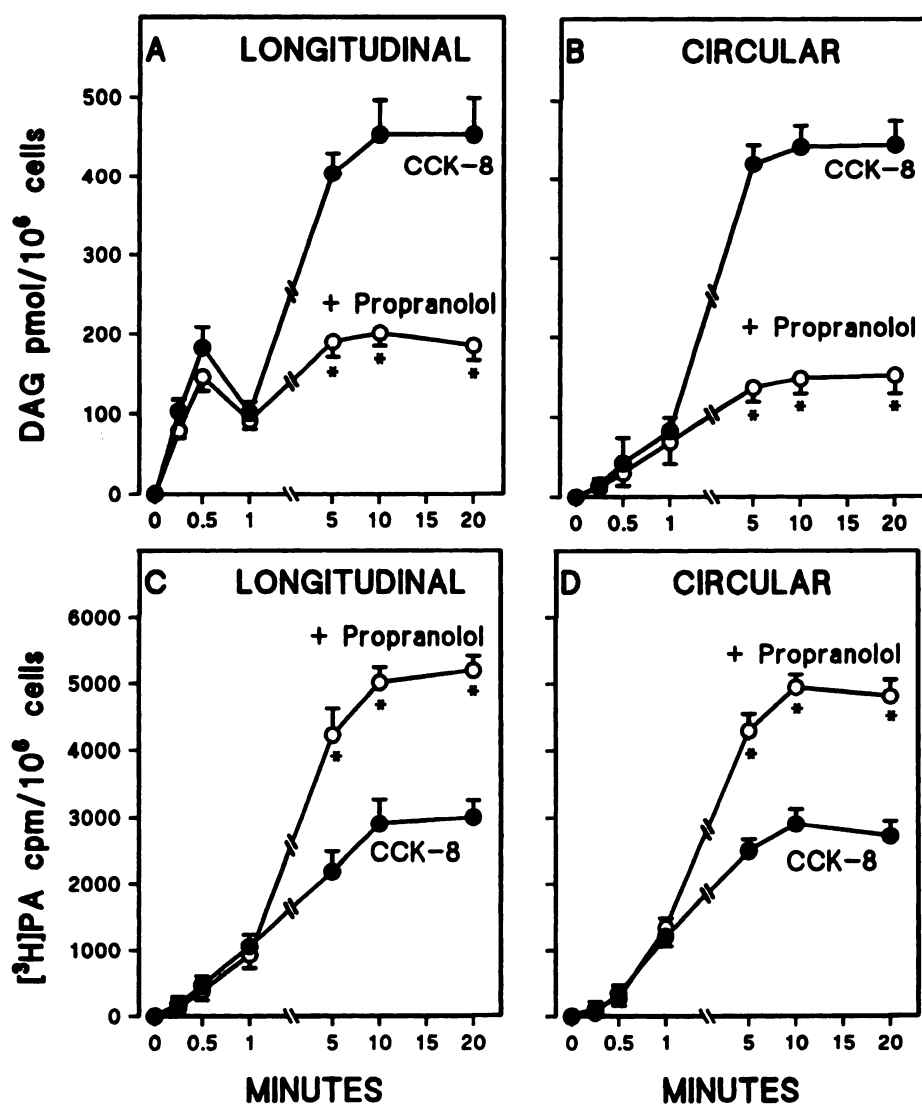 A LONGITUDINAL
B CIRCULAR
DAG pmol/10⁶ cells
500
400
300
200
100
0
CCK-8
+ Propranolol
*
*
*
0 0.5 1 5 10 15 20
CCK-8
+ Propranolol
*
*
*
0 0.5 1 5 10 15 20
C LONGITUDINAL
D CIRCULAR
[³H]PA cpm/10⁶ cells
6000
5000
4000
3000
2000
1000
0
+ Propranolol
*
*
*
CCK-8
0 0.5 1 5 10 15 20
MINUTES
+ Propranolol
*
*
*
CCK-8
0 0.5 1 5 10 15 20
MINUTES